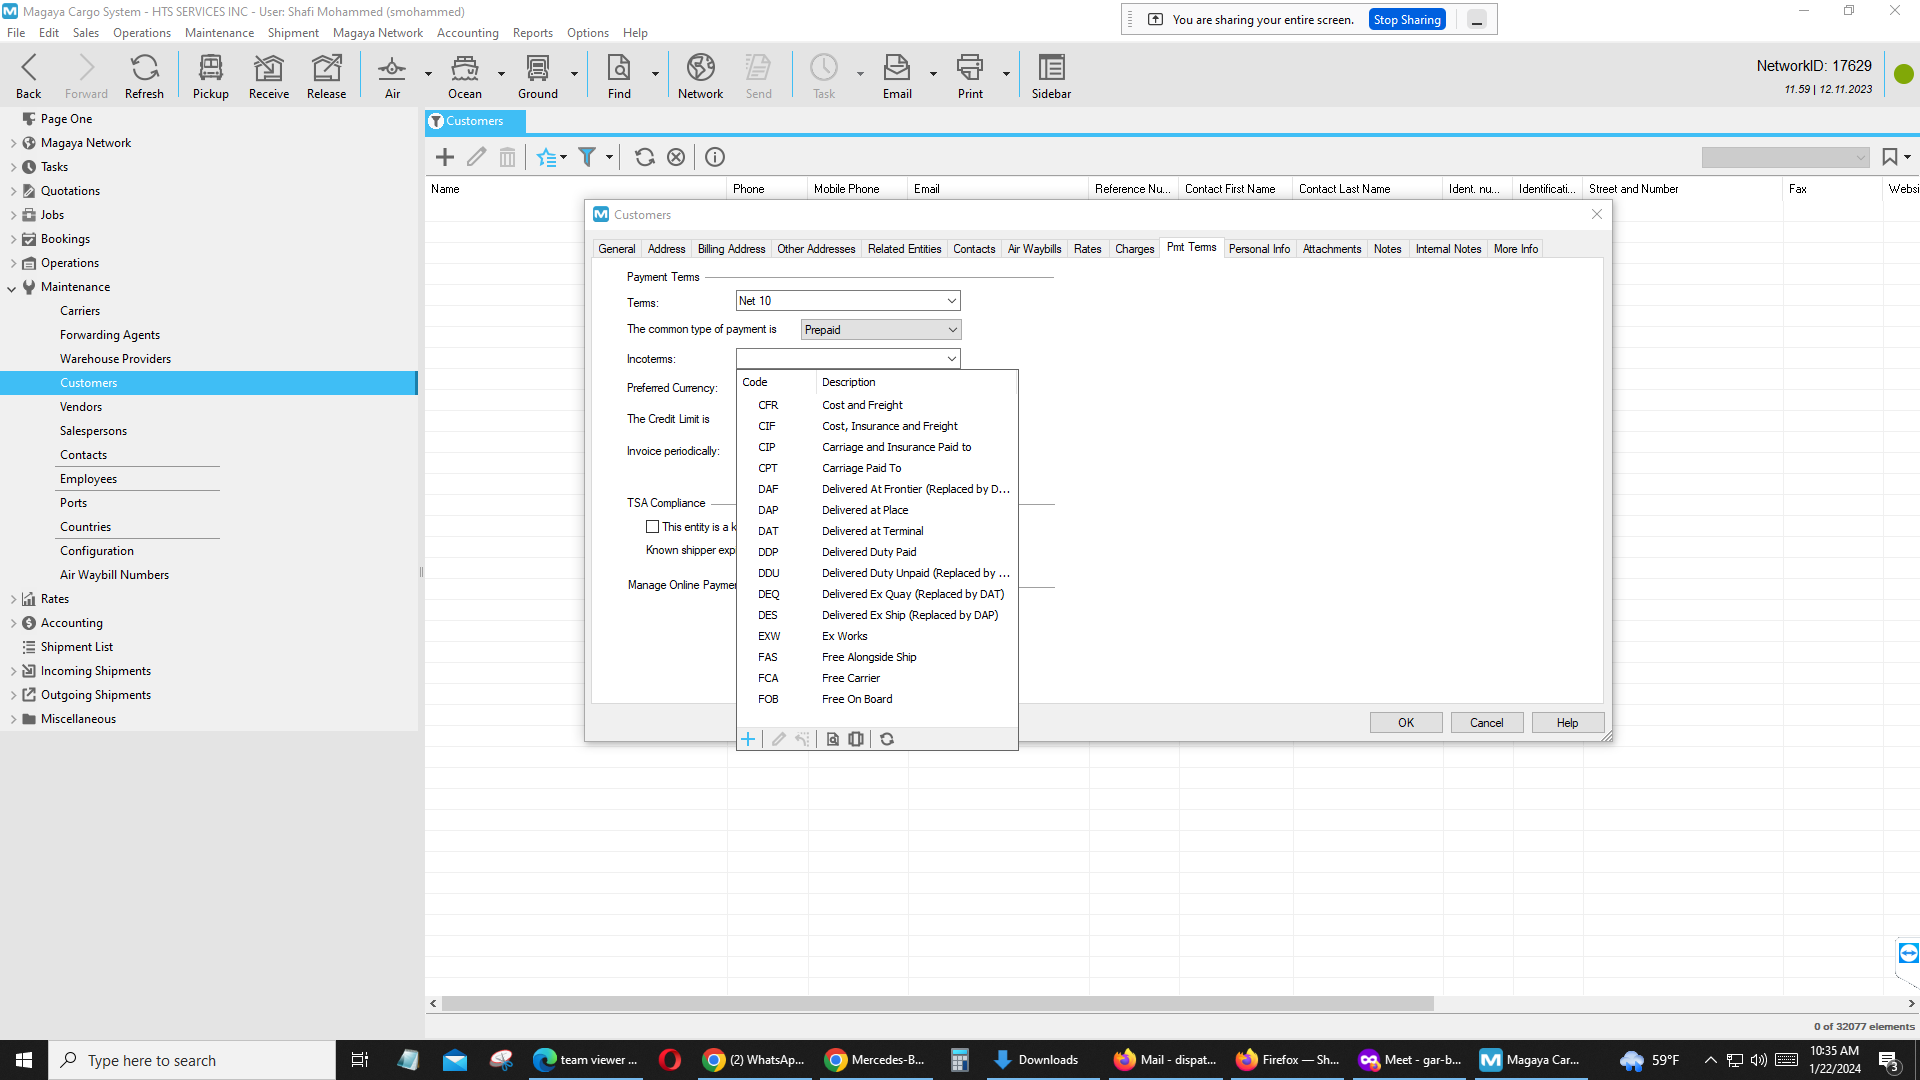 Magaya Cargo System - HTS SERVICES INC - User: Shafi Mohammed (smohammed)
You are sharing your entire screen.
Stop Sharing
File Edit Sales Operations Maintenance Shipment Magaya Network Accounting Reports Options Help
Back Forward Refresh Pickup Receive Release Air Ocean Ground Find Network Send Task Email Print Sidebar
NetworkID: 17629
11.59 | 12.11.2023
Page One
Magaya Network
Tasks
Quotations
Jobs
Bookings
Operations
Maintenance
Carriers
Forwarding Agents
Warehouse Providers
Customers
Vendors
Salespersons
Contacts
Employees
Ports
Countries
Configuration
Air Waybill Numbers
Rates
Accounting
Shipment List
Incoming Shipments
Outgoing Shipments
Miscellaneous
Customers
Name Phone Mobile Phone Email Reference Nu... Contact First Name Contact Last Name Ident. nu... Identificati... Street and Number Fax Websi
Customers
General Address Billing Address Other Addresses Related Entities Contacts Air Waybills Rates Charges Pmt Terms Personal Info Attachments Notes Internal Notes More Info
Payment Terms
Terms: Net 10
The common type of payment is Prepaid
Incoterms:
Preferred Currency:
The Credit Limit is
Invoice periodically:
TSA Compliance
This entity is a k
Known shipper exp
Manage Online Paymer
Code Description
CFR Cost and Freight
CIF Cost, Insurance and Freight
CIP Carriage and Insurance Paid to
CPT Carriage Paid To
DAF Delivered At Frontier (Replaced by D...
DAP Delivered at Place
DAT Delivered at Terminal
DDP Delivered Duty Paid
DDU Delivered Duty Unpaid (Replaced by ...
DEQ Delivered Ex Quay (Replaced by DAT)
DES Delivered Ex Ship (Replaced by DAP)
EXW Ex Works
FAS Free Alongside Ship
FCA Free Carrier
FOB Free On Board
OK Cancel Help
0 of 32077 elements
Type here to search
team viewer ...
(2) WhatsAp...
Mercedes-B...
Downloads
Mail - dispat...
Firefox — Sh...
Meet - gar-b...
Magaya Car...
59°F
10:35 AM
1/22/2024
3